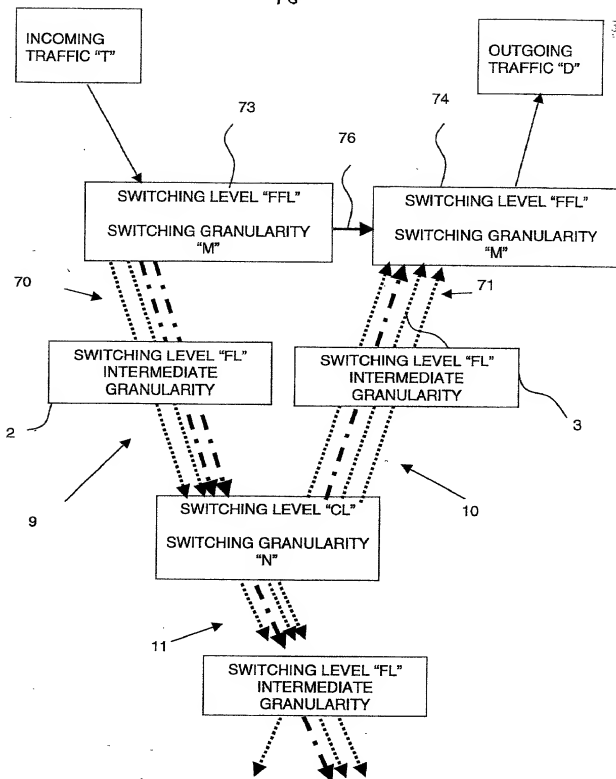 INCOMING
TRAFFIC "T"
OUTGOING
TRAFFIC "D"
73
74
76
SWITCHING LEVEL "FFL"
SWITCHING GRANULARITY
"M"
SWITCHING LEVEL "FFL"
SWITCHING GRANULARITY
"M"
70
71
SWITCHING LEVEL "FL"
INTERMEDIATE
GRANULARITY
SWITCHING LEVEL "FL"
INTERMEDIATE
GRANULARITY
2
3
9
10
SWITCHING LEVEL "CL"
SWITCHING GRANULARITY
"N"
11
SWITCHING LEVEL "FL"
INTERMEDIATE
GRANULARITY